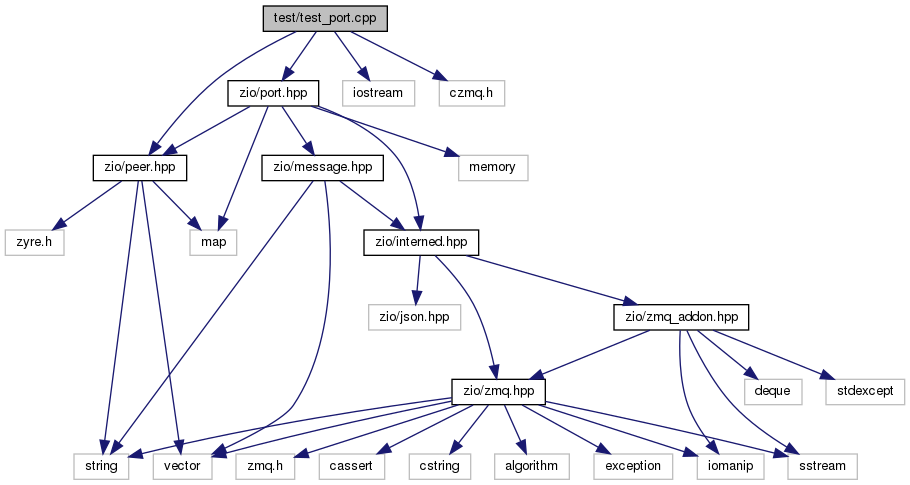 test/test_port.cpp
zio/port.hpp
iostream
czmq.h
zio/peer.hpp
zio/message.hpp
memory
zyre.h
map
zio/interned.hpp
zio/json.hpp
zio/zmq_addon.hpp
zio/zmq.hpp
deque
stdexcept
string
vector
zmq.h
cassert
cstring
algorithm
exception
iomanip
sstream